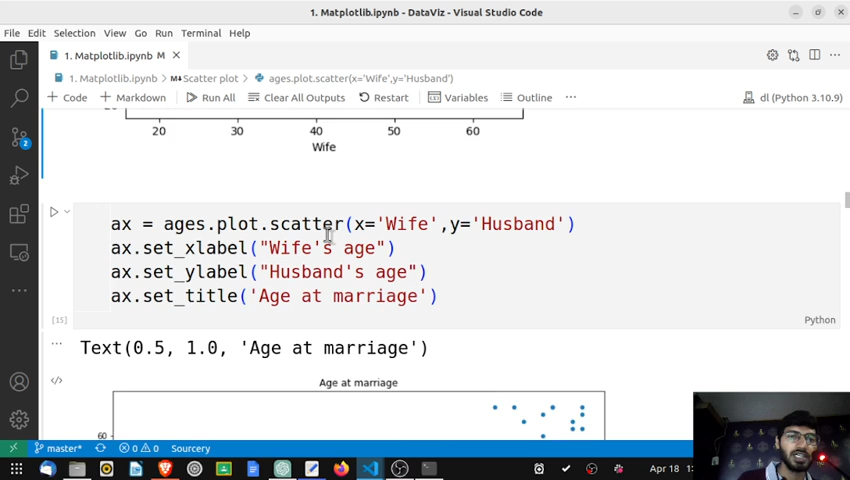 1. Matplotlib.ipynb - DataViz - Visual Studio Code
File Edit Selection View Go Run Terminal Help
1. Matplotlib.ipynb M
1. Matplotlib.ipynb > M↓Scatter plot > ages.plot.scatter(x='Wife',y='Husband')
+ Code + Markdown Run All Clear All Outputs Restart Variables Outline ... dl (Python 3.10.9)
20 30 40 50 60
Wife
ax = ages.plot.scatter(x='Wife',y='Husband')
ax.set_xlabel("Wife's age")
ax.set_ylabel("Husband's age")
ax.set_title('Age at marriage')
[15] Python
... Text(0.5, 1.0, 'Age at marriage')
Age at marriage
60
2
master* 0 0 Sourcery
Apr 18